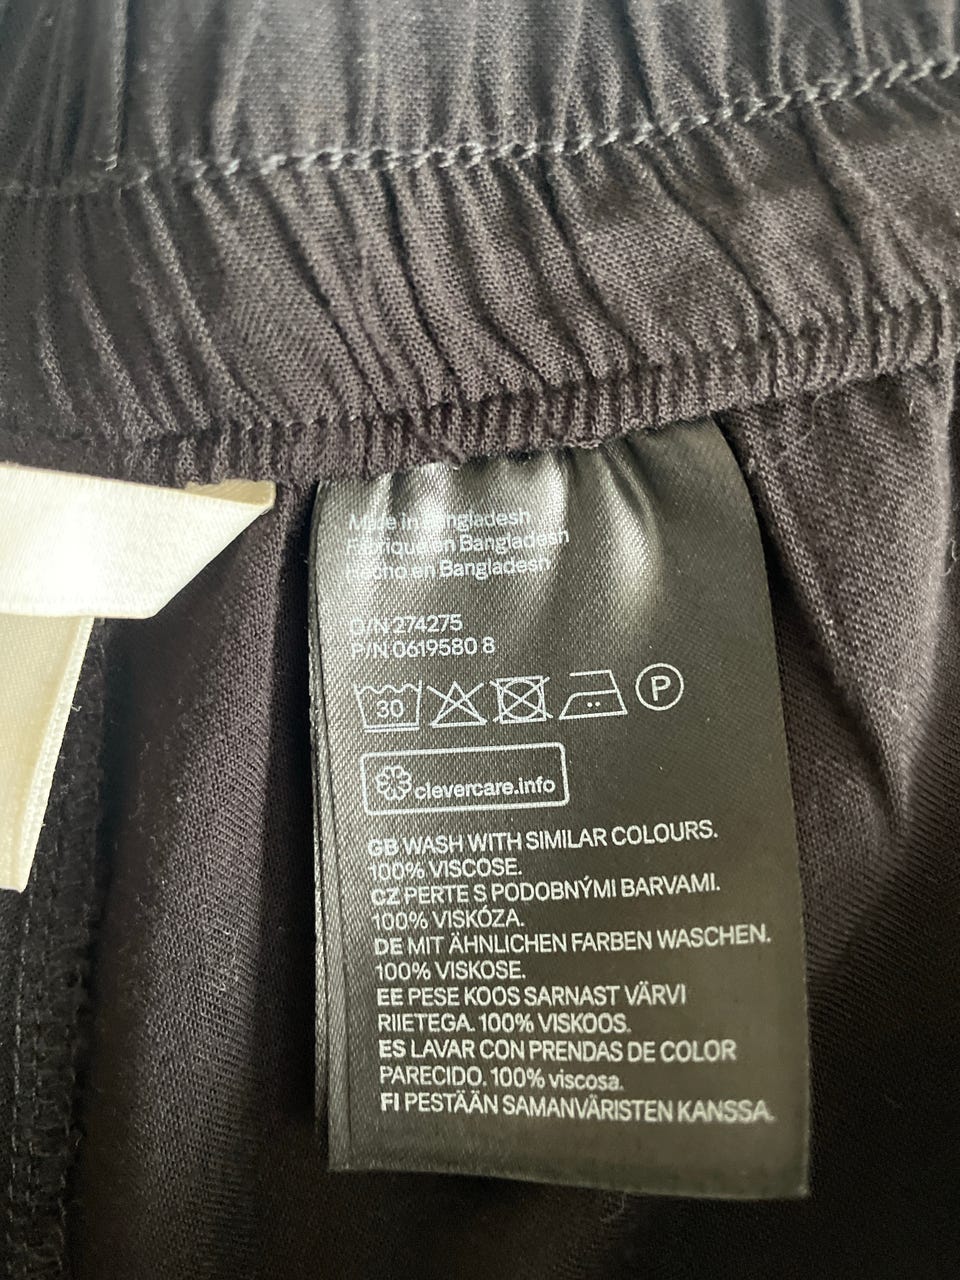 Made in Bangladesh
Fabriqué en Bangladesh
Hecho en Bangladesh
O/N 274275
P/N 0619580 8
30
P
clevercare.info
GB WASH WITH SIMILAR COLOURS.
100% VISCOSE.
CZ PERTE S PODOBNÝMI BARVAMI.
100% VISKÓZA.
DE MIT ÄHNLICHEN FARBEN WASCHEN.
100% VISKOSE.
EE PESE KOOS SARNAST VÄRVI
RIIETEGA. 100% VISKOOS.
ES LAVAR CON PRENDAS DE COLOR
PARECIDO. 100% viscosa.
FI PESTÄÄN SAMANVÄRISTEN KANSSA.